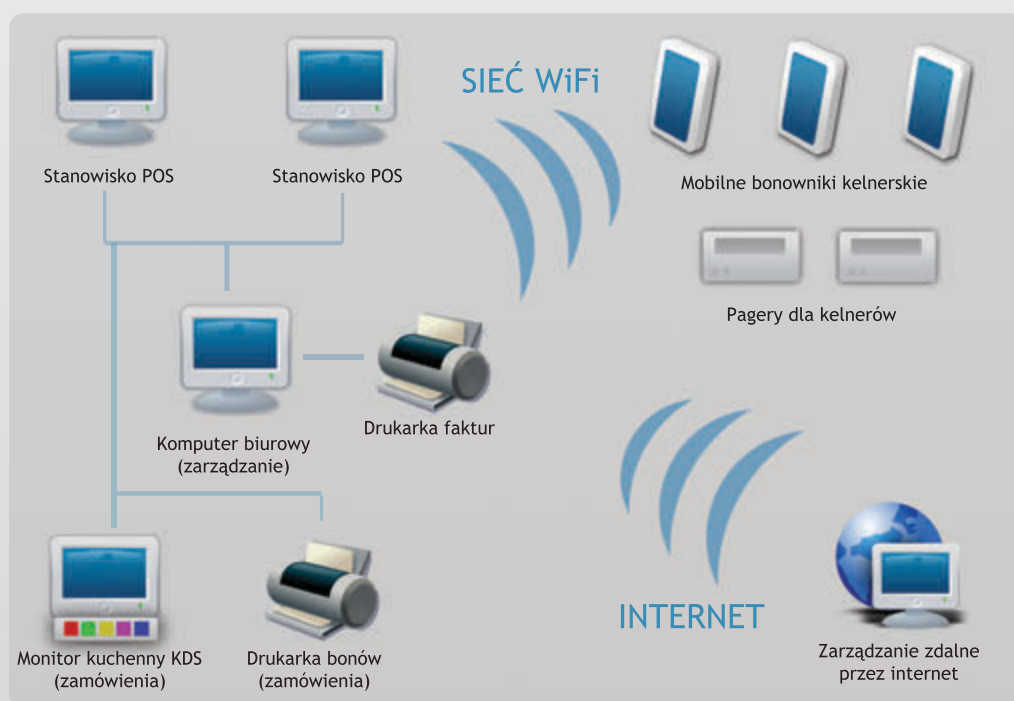 SIEĆ WiFi
Stanowisko POS
Stanowisko POS
Mobilne bonowniki kelnerskie
Pagery dla kelnerów
Drukarka faktur
Komputer biurowy
(zarządzanie)
INTERNET
Monitor kuchenny KDS
(zamówienia)
Drukarka bonów
(zamówienia)
Zarządzanie zdalne
przez internet